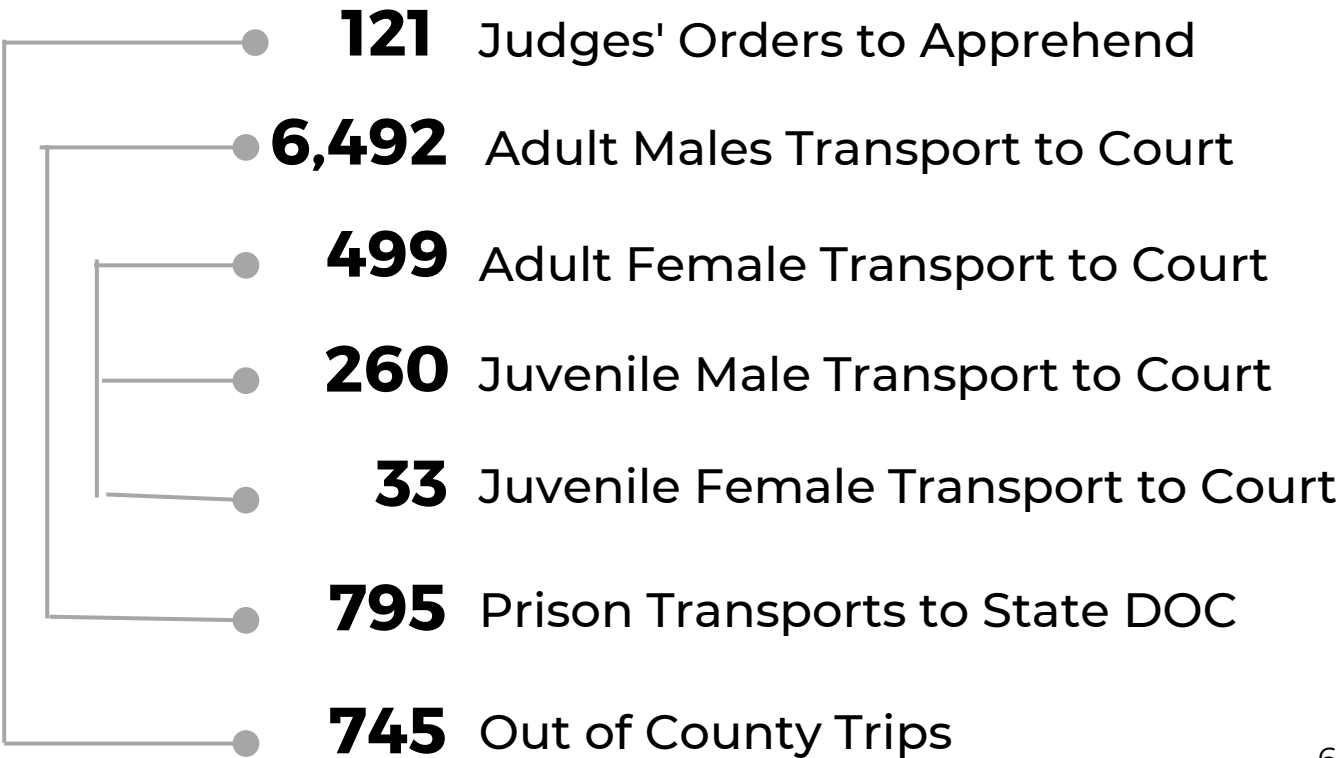 121 Judges' Orders to Apprehend
6,492 Adult Males Transport to Court
499 Adult Female Transport to Court
260 Juvenile Male Transport to Court
33 Juvenile Female Transport to Court
795 Prison Transports to State DOC
745 Out of County Trips